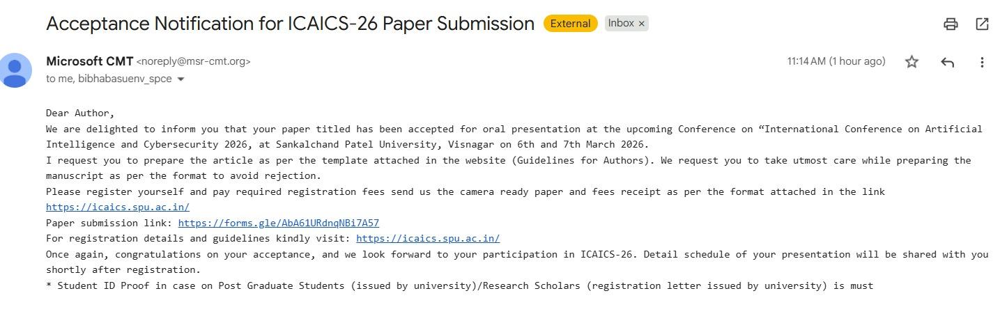 Acceptance Notification for ICAICS-26 Paper Submission External Inbox ×
Microsoft CMT <noreply@msr-cmt.org> 11:14 AM (1 hour ago)
to me, bibhabasuenv_spce
Dear Author,
We are delighted to inform you that your paper titled has been accepted for oral presentation at the upcoming Conference on “International Conference on Artificial
Intelligence and Cybersecurity 2026, at Sankalchand Patel University, Visnagar on 6th and 7th March 2026.
I request you to prepare the article as per the template attached in the website (Guidelines for Authors). We request you to take utmost care while preparing the
manuscript as per the format to avoid rejection.
Please register yourself and pay required registration fees send us the camera ready paper and fees receipt as per the format attached in the link
https://icaics.spu.ac.in/
Paper submission link: https://forms.gle/AbA61URdnqNBi7A57
For registration details and guidelines kindly visit: https://icaics.spu.ac.in/
Once again, congratulations on your acceptance, and we look forward to your participation in ICAICS-26. Detail schedule of your presentation will be shared with you
shortly after registration.
* Student ID Proof in case on Post Graduate Students (issued by university)/Research Scholars (registration letter issued by university) is must